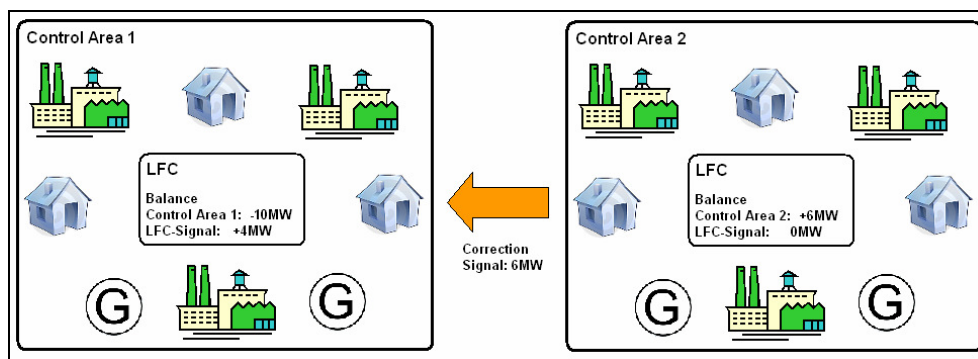 Control Area 1
LFC
Balance
Control Area 1: -10MW
LFC-Signal: +4MW
G
G
Correction
Signal: 6MW
Control Area 2
LFC
Balance
Control Area 2: +6MW
LFC-Signal: 0MW
G
G